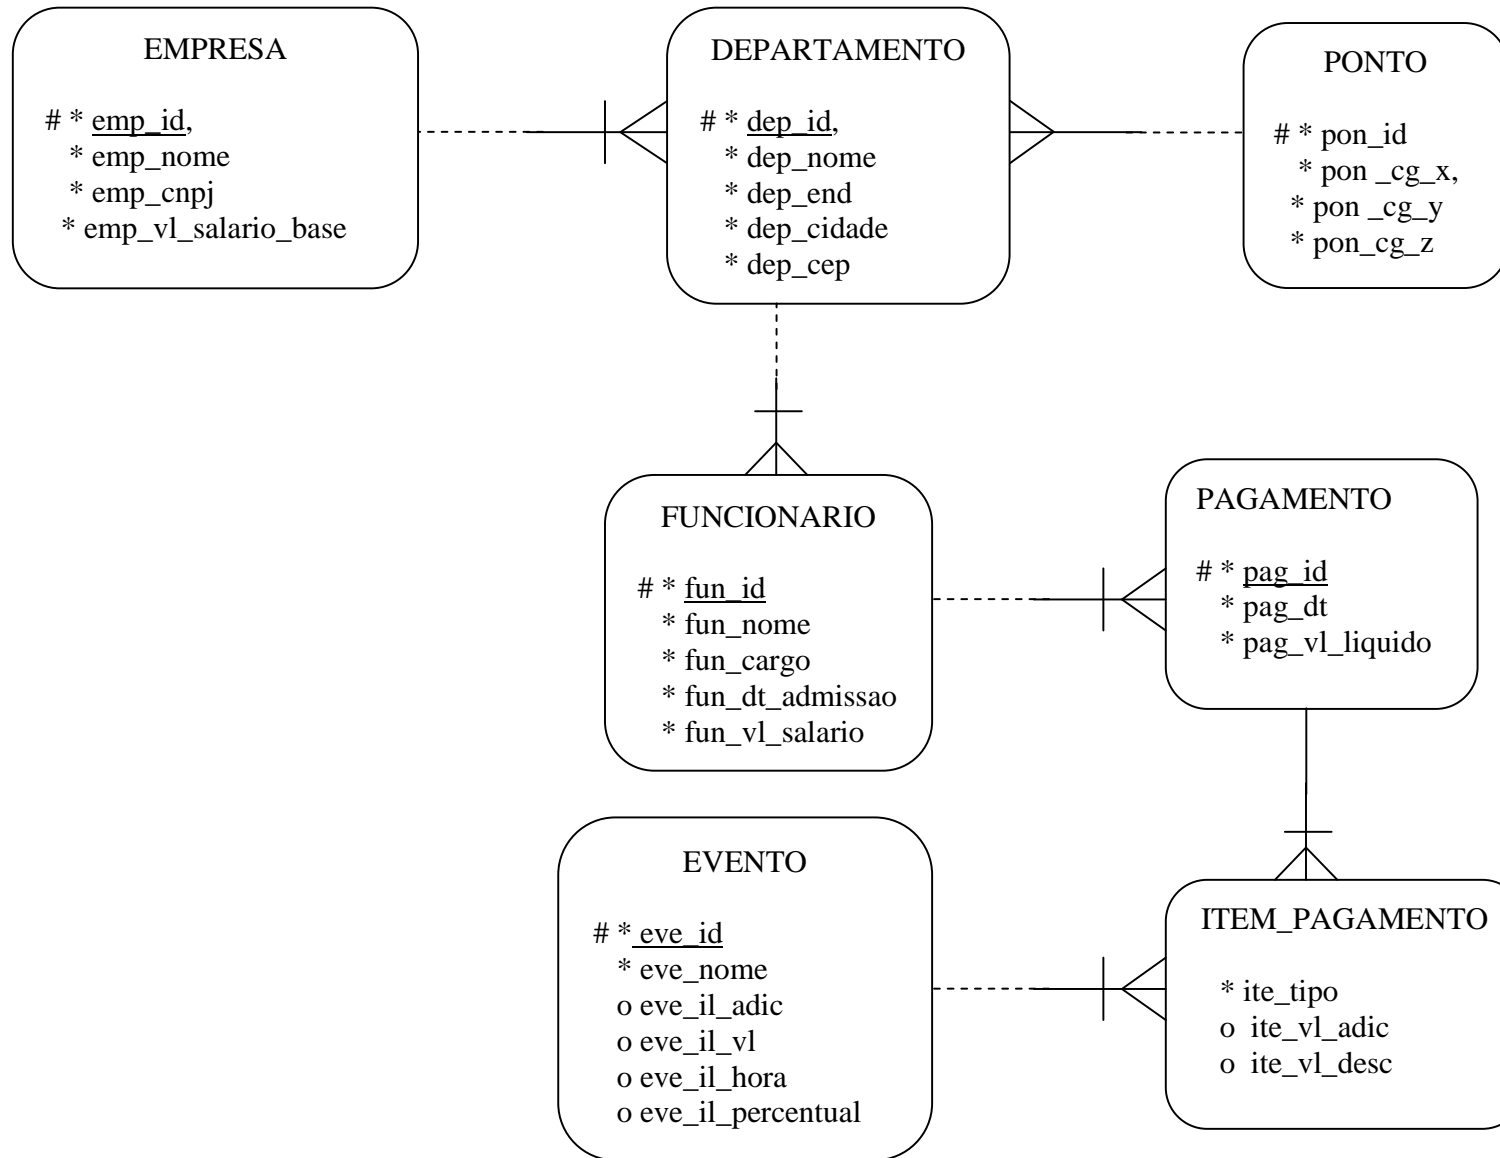 EMPRESA
# * emp_id,
* emp_nome
* emp_cnpj
* emp_vl_salario_base
DEPARTAMENTO
# * dep_id,
* dep_nome
* dep_end
* dep_cidade
* dep_cep
PONTO
# * pon_id
* pon _cg_x,
* pon _cg_y
* pon_cg_z
FUNCIONARIO
# * fun_id
* fun_nome
* fun_cargo
* fun_dt_admissao
* fun_vl_salario
PAGAMENTO
# * pag_id
* pag_dt
* pag_vl_liquido
EVENTO
# * eve_id
* eve_nome
o eve_il_adic
o eve_il_vl
o eve_il_hora
o eve_il_percentual
ITEM_PAGAMENTO
* ite_tipo
o ite_vl_adic
o ite_vl_desc